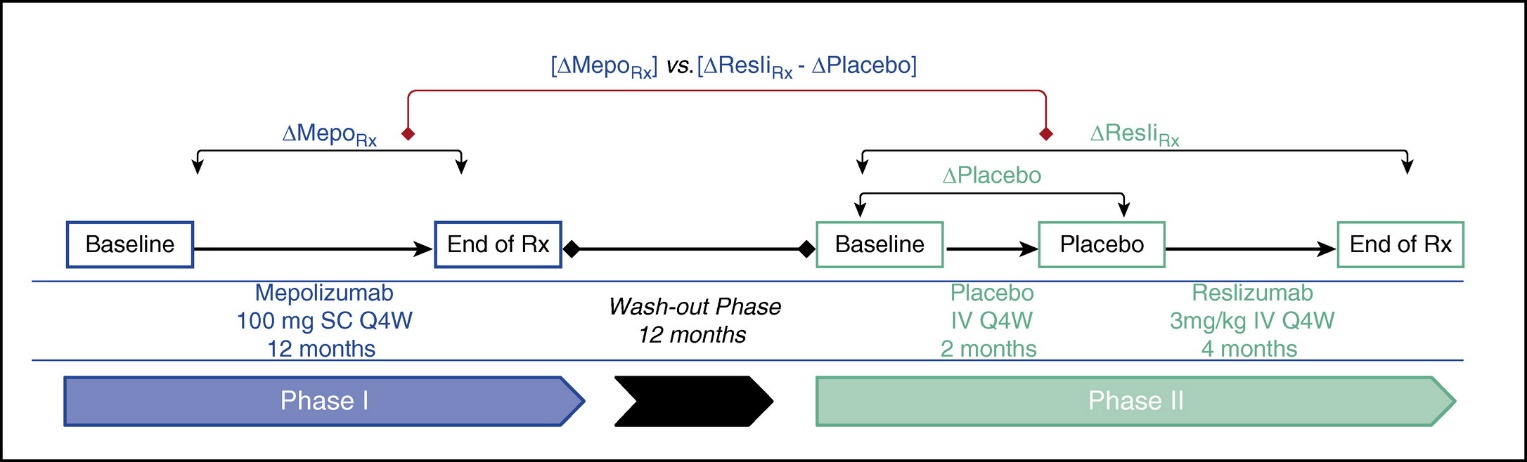 [ΔMepoRx] vs. [ΔResliRx - ΔPlacebo]
ΔMepoRx
ΔResliRx
ΔPlacebo
Baseline
End of Rx
Baseline
Placebo
End of Rx
Mepolizumab
100 mg SC Q4W
12 months
Wash-out Phase
12 months
Placebo
IV Q4W
2 months
Reslizumab
3mg/kg IV Q4W
4 months
Phase I
Phase II